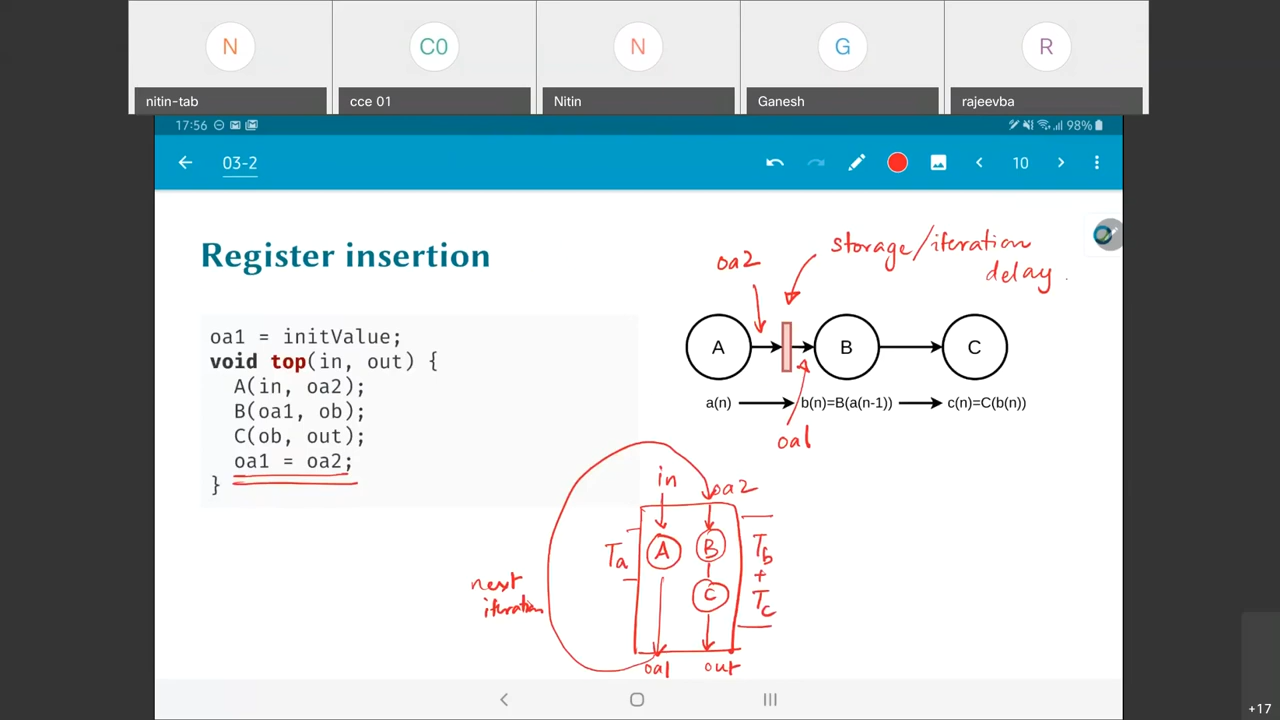 N
C0
N
G
R
nitin-tab
cce 01
Nitin
Ganesh
rajeevba
17:56
98%
03-2
10
Register insertion
oa1 = initValue;
void top(in, out) {
A(in, oa2);
B(oa1, ob);
C(ob, out);
oa1 = oa2;
}
oa2
storage/iteration
delay.
A
B
C
a(n)
b(n)=B(a(n-1))
c(n)=C(b(n))
oa1
in
oa2
Ta
A
B
Tb
+
Tc
C
next
iteration
oa1
out
+17